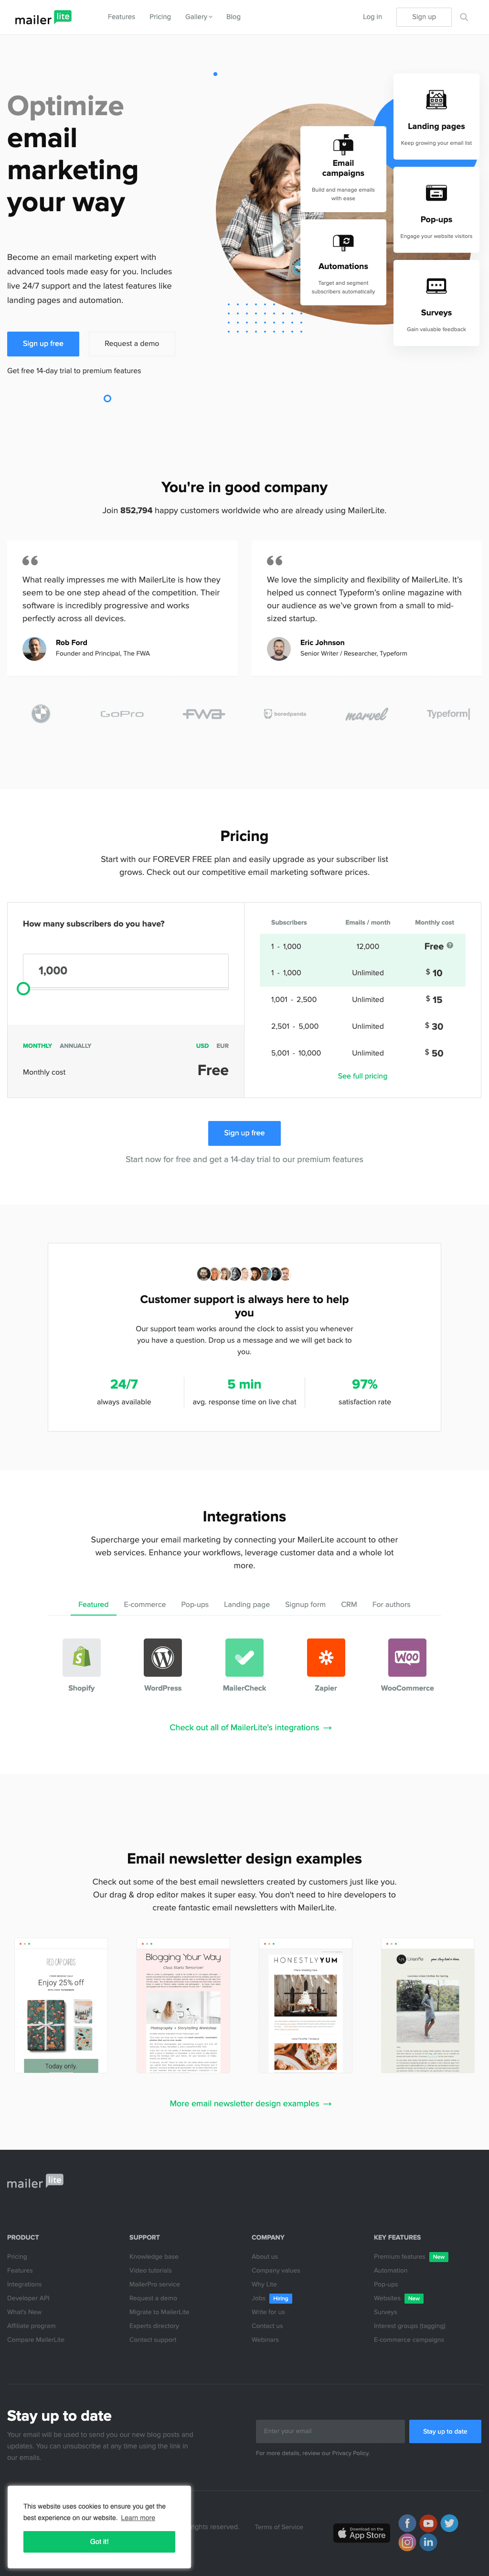 mailer lite
Features
Pricing
Gallery
Blog
Log in
Sign up
Optimize
email
marketing
your way
Become an email marketing expert with
advanced tools made easy for you. Includes
live 24/7 support and the latest features like
landing pages and automation.
Sign up free
Request a demo
Get free 14-day trial to premium features
Email
campaigns
Build and manage emails
with ease
Automations
Target and segment
subscribers automatically
Landing pages
Keep growing your email list
Pop-ups
Engage your website visitors
Surveys
Gain valuable feedback
You're in good company
Join 852,794 happy customers worldwide who are already using MailerLite.
What really impresses me with MailerLite is how they
seem to be one step ahead of the competition. Their
software is incredibly progressive and works
perfectly across all devices.
Rob Ford
Founder and Principal, The FWA
We love the simplicity and flexibility of MailerLite. It's
helped us connect Typeform's online magazine with
our audience as we've grown from a small to mid-
sized startup.
Eric Johnson
Senior Writer / Researcher, Typeform
GoPro
FWA
boredpanda
marvel
Typeform
Pricing
Start with our FOREVER FREE plan and easily upgrade as your subscriber list
grows. Check out our competitive email marketing software prices.
How many subscribers do you have?
1,000
MONTHLY
ANNUALLY
USD
EUR
Monthly cost
Free
Subscribers Emails / month Monthly cost
1 - 1,000 12,000 Free ?
1 - 1,000 Unlimited $ 10
1,001 - 2,500 Unlimited $ 15
2,501 - 5,000 Unlimited $ 30
5,001 - 10,000 Unlimited $ 50
See full pricing
Sign up free
Start now for free and get a 14-day trial to our premium features
Customer support is always here to help
you
Our support team works around the clock to assist you whenever
you have a question. Drop us a message and we will get back to
you.
24/7
always available
5 min
avg. response time on live chat
97%
satisfaction rate
Integrations
Supercharge your email marketing by connecting your MailerLite account to other
web services. Enhance your workflows, leverage customer data and a whole lot
more.
Featured
E-commerce
Pop-ups
Landing page
Signup form
CRM
For authors
Shopify
WordPress
MailerCheck
Zapier
WOO
WooCommerce
Check out all of MailerLite's integrations →
Email newsletter design examples
Check out some of the best email newsletters created by customers just like you.
Our drag & drop editor makes it super easy. You don't need to hire developers to
create fantastic email newsletters with MailerLite.
RED CAP CARDS
Enjoy 25% off
Today only.
Blogging Your Way
Class Starts Tomorrow!
Photography + Storytelling Workshop
HONESTLYYUM
More email newsletter design examples →
mailer lite
PRODUCT
Pricing
Features
Integrations
Developer API
What's New
Affiliate program
Compare MailerLite
SUPPORT
Knowledge base
Video tutorials
MailerPro service
Request a demo
Migrate to MailerLite
Experts directory
Contact support
COMPANY
About us
Company values
Why Lite
Jobs Hiring
Write for us
Contact us
Webinars
KEY FEATURES
Premium features New
Automation
Pop-ups
Websites New
Surveys
Interest groups (tagging)
E-commerce campaigns
Stay up to date
Your email will be used to send you our new blog posts and
updates. You can unsubscribe at any time using the link in
our emails.
Enter your email
Stay up to date
For more details, review our Privacy Policy.
This website uses cookies to ensure you get the
best experience on our website. Learn more
Got it!
rights reserved.
Terms of Service
Download on the
App Store